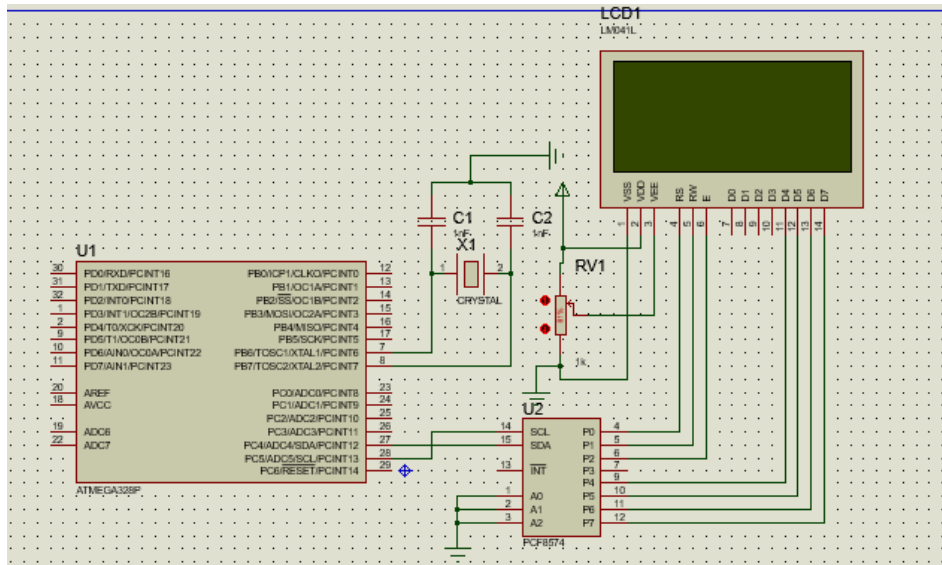 LCD1
LM041L
VSS
VDD
VEE
RS
RW
E
D0
D1
D2
D3
D4
D5
D6
D7
1
2
3
4
5
6
7
8
9
10
11
12
13
14
C1
1nF
C2
1nF
X1
1
2
CRYSTAL
RV1
1k
U1
30 PD0/RXD/PCINT16 PB0/ICP1/CLKO/PCINT0 12
31 PD1/TXD/PCINT17 PB1/OC1A/PCINT1 13
32 PD2/INT0/PCINT18 PB2/SS/OC1B/PCINT2 14
1 PD3/INT1/OC2B/PCINT19 PB3/MOSI/OC2A/PCINT3 15
2 PD4/T0/XCK/PCINT20 PB4/MISO/PCINT4 16
9 PD5/T1/OC0B/PCINT21 PB5/SCK/PCINT5 17
10 PD6/AIN0/OC0A/PCINT22 PB6/TOSC1/XTAL1/PCINT6 7
11 PD7/AIN1/PCINT23 PB7/TOSC2/XTAL2/PCINT7 8
20 AREF PC0/ADC0/PCINT8 23
18 AVCC PC1/ADC1/PCINT9 24
PC2/ADC2/PCINT10 25
19 ADC6 PC3/ADC3/PCINT11 26
22 ADC7 PC4/ADC4/SDA/PCINT12 27
PC5/ADC5/SCL/PCINT13 28
PC6/RESET/PCINT14 29
ATMEGA328P
U2
14 SCL P0 4
15 SDA P1 5
P2 6
13 INT P3 7
P4 9
1 A0 P5 10
2 A1 P6 11
3 A2 P7 12
PCF8574